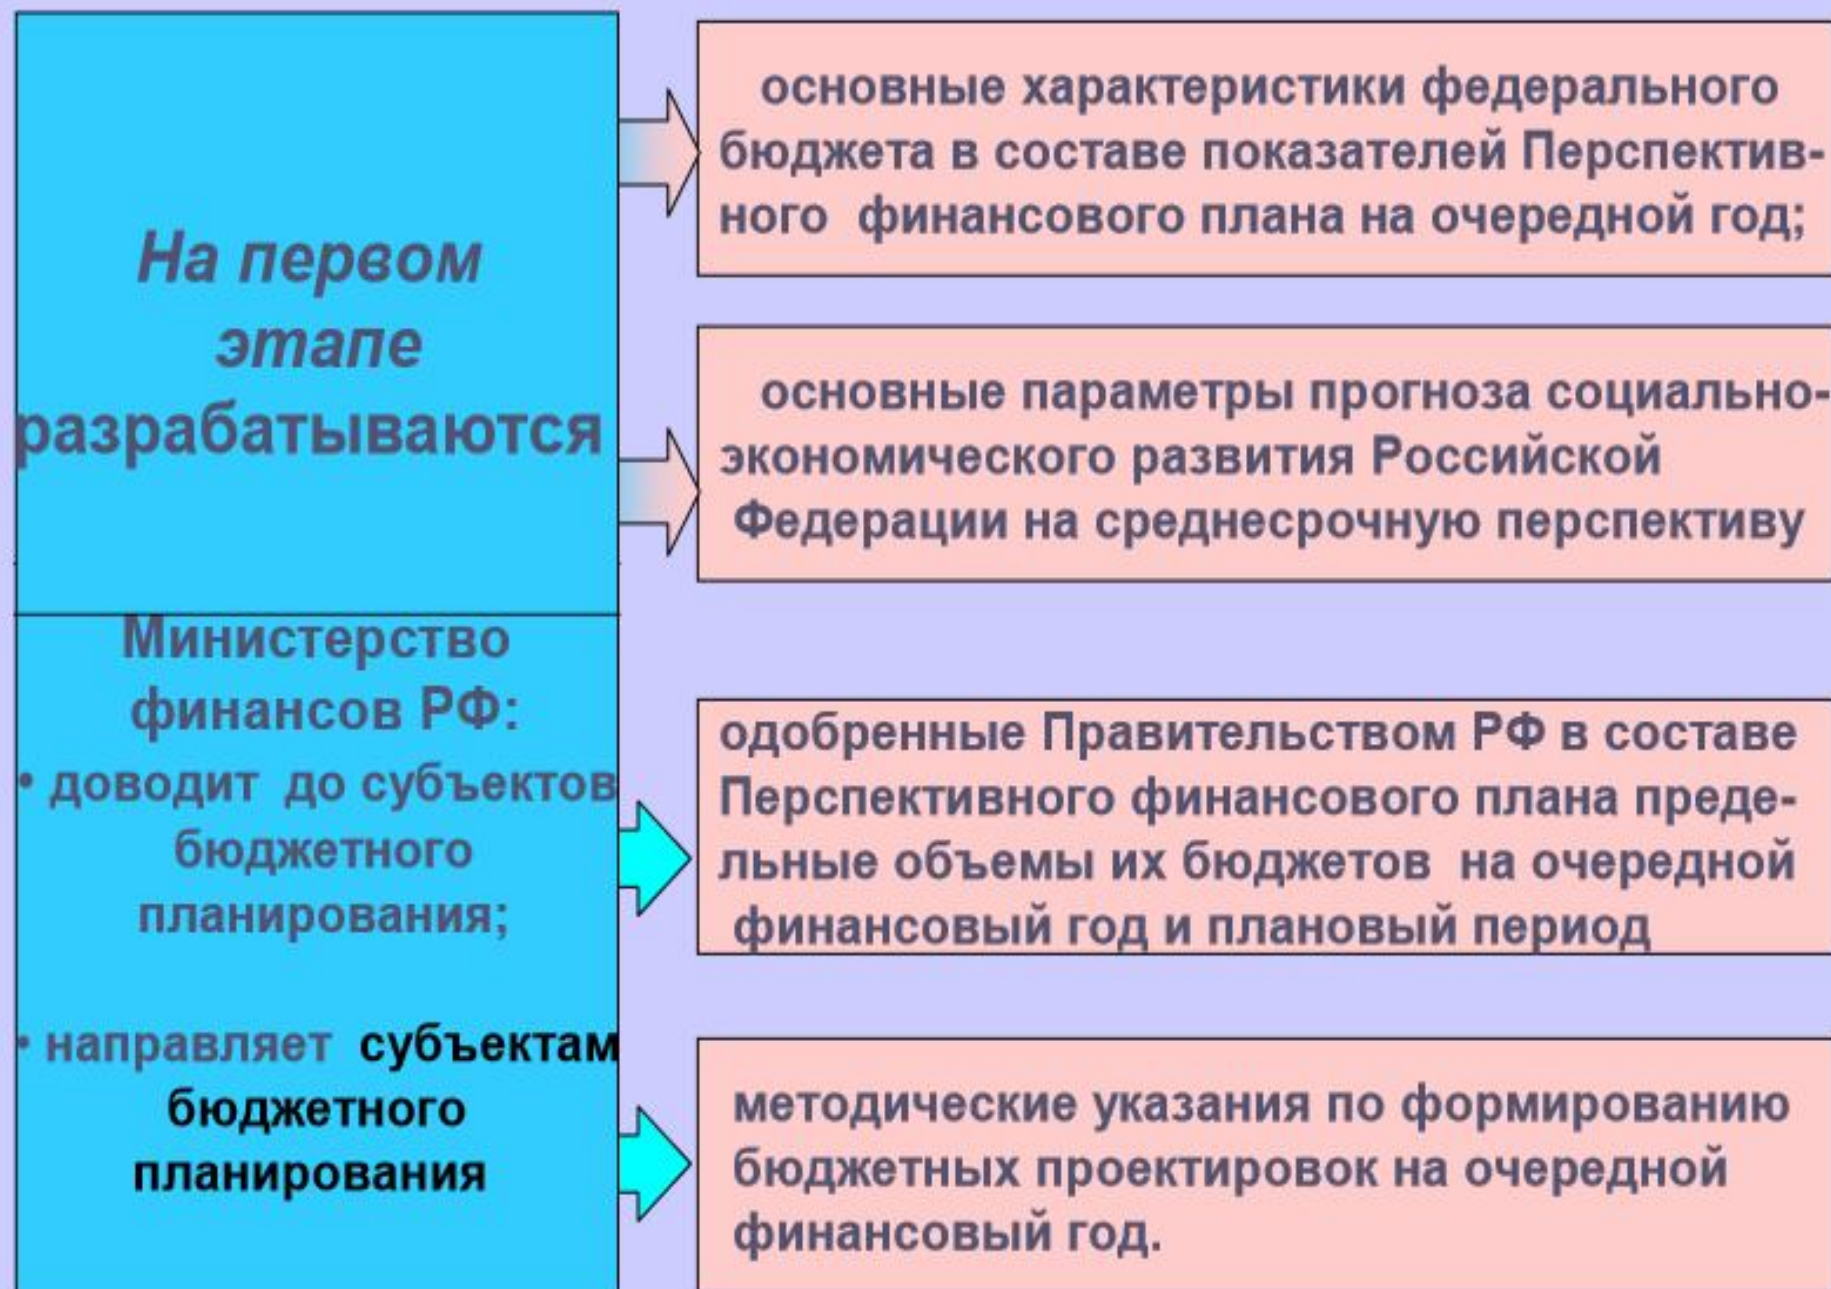 На первом
этапе
разрабатываются
основные характеристики федерального
бюджета в составе показателей Перспектив-
ного финансового плана на очередной год;
основные параметры прогноза социально-
экономического развития Российской
Федерации на среднесрочную перспективу
Министерство
финансов РФ:
• доводит до субъектов
бюджетного
планирования;
одобренные Правительством РФ в составе
Перспективного финансового плана преде-
льные объемы их бюджетов на очередной
финансовый год и плановый период
• направляет субъектам
бюджетного
планирования
методические указания по формированию
бюджетных проектировок на очередной
финансовый год.